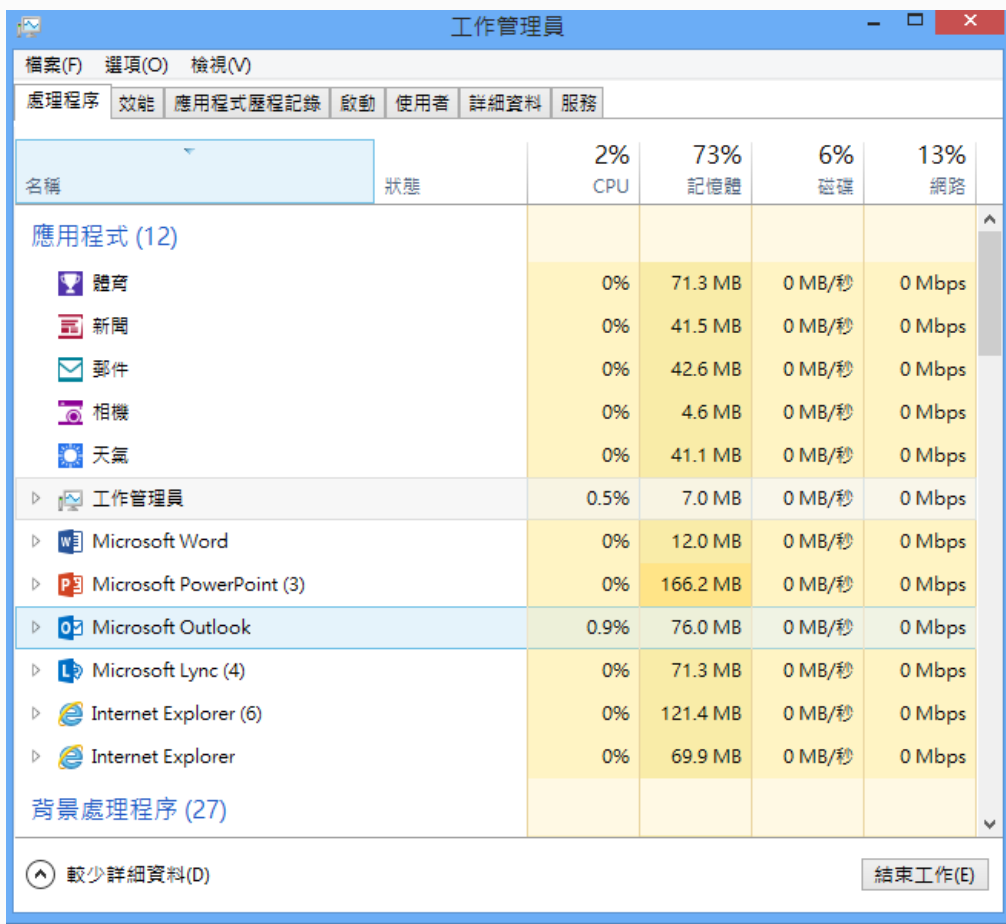 工作管理員
檔案(F) 選項(O) 檢視(V)
處理程序 效能 應用程式歷程記錄 啟動 使用者 詳細資料 服務
2% 73% 6% 13%
名稱 狀態 CPU 記憶體 磁碟 網路
應用程式 (12)
體育 0% 71.3 MB 0 MB/秒 0 Mbps
新聞 0% 41.5 MB 0 MB/秒 0 Mbps
郵件 0% 42.6 MB 0 MB/秒 0 Mbps
相機 0% 4.6 MB 0 MB/秒 0 Mbps
天氣 0% 41.1 MB 0 MB/秒 0 Mbps
工作管理員 0.5% 7.0 MB 0 MB/秒 0 Mbps
Microsoft Word 0% 12.0 MB 0 MB/秒 0 Mbps
Microsoft PowerPoint (3) 0% 166.2 MB 0 MB/秒 0 Mbps
Microsoft Outlook 0.9% 76.0 MB 0 MB/秒 0 Mbps
Microsoft Lync (4) 0% 71.3 MB 0 MB/秒 0 Mbps
Internet Explorer (6) 0% 121.4 MB 0 MB/秒 0 Mbps
Internet Explorer 0% 69.9 MB 0 MB/秒 0 Mbps
背景處理程序 (27)
較少詳細資料(D) 結束工作(E)